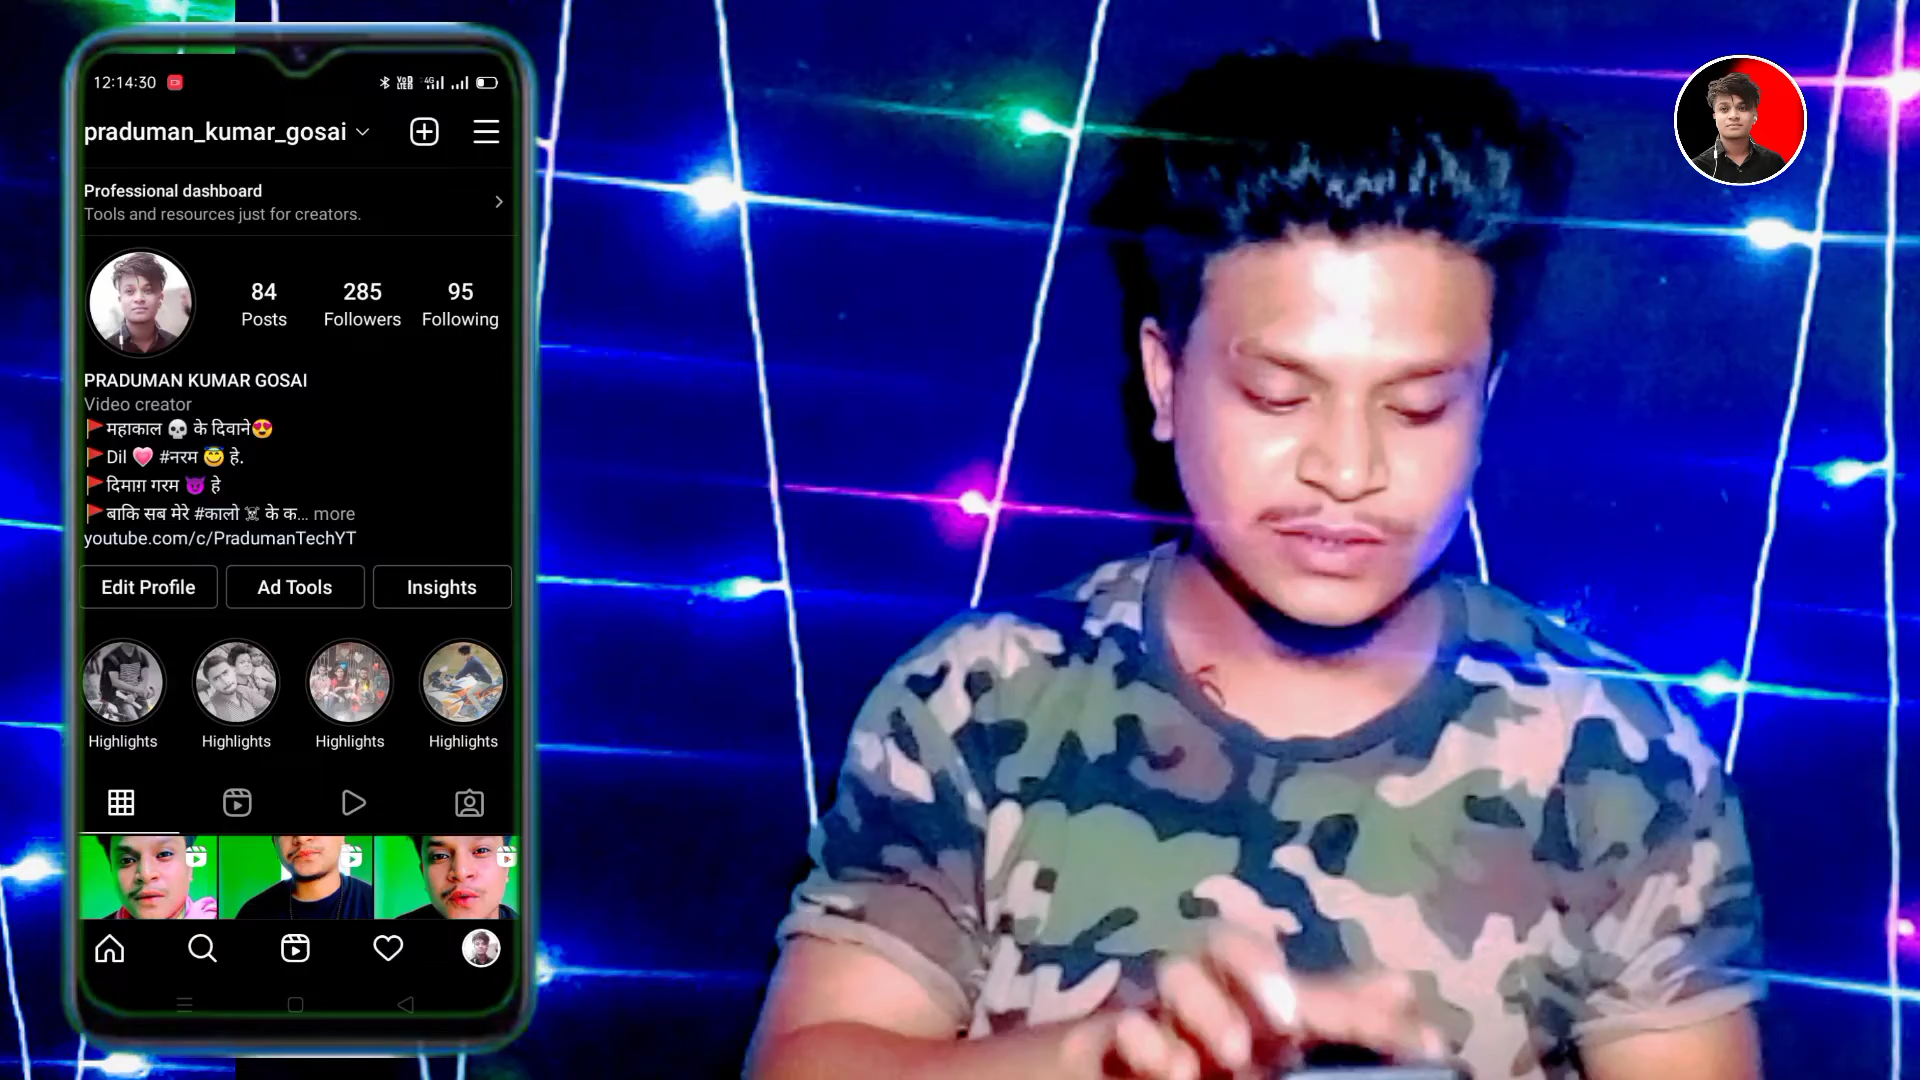 12:14:30
praduman_kumar_gosai
Professional dashboard
Tools and resources just for creators.
84 285 95
Posts Followers Following
PRADUMAN KUMAR GOSAI
Video creator
🚩महाकाल 💀 के दिवाने😍
🚩Dil 💗 #नरम 😇 हे.
🚩दिमाग़ गरम 😈 हे
🚩बाकि सब मेरे #कालो ☠ के क... more
youtube.com/c/PradumanTechYT
Edit Profile Ad Tools Insights
Highlights Highlights Highlights Highlights